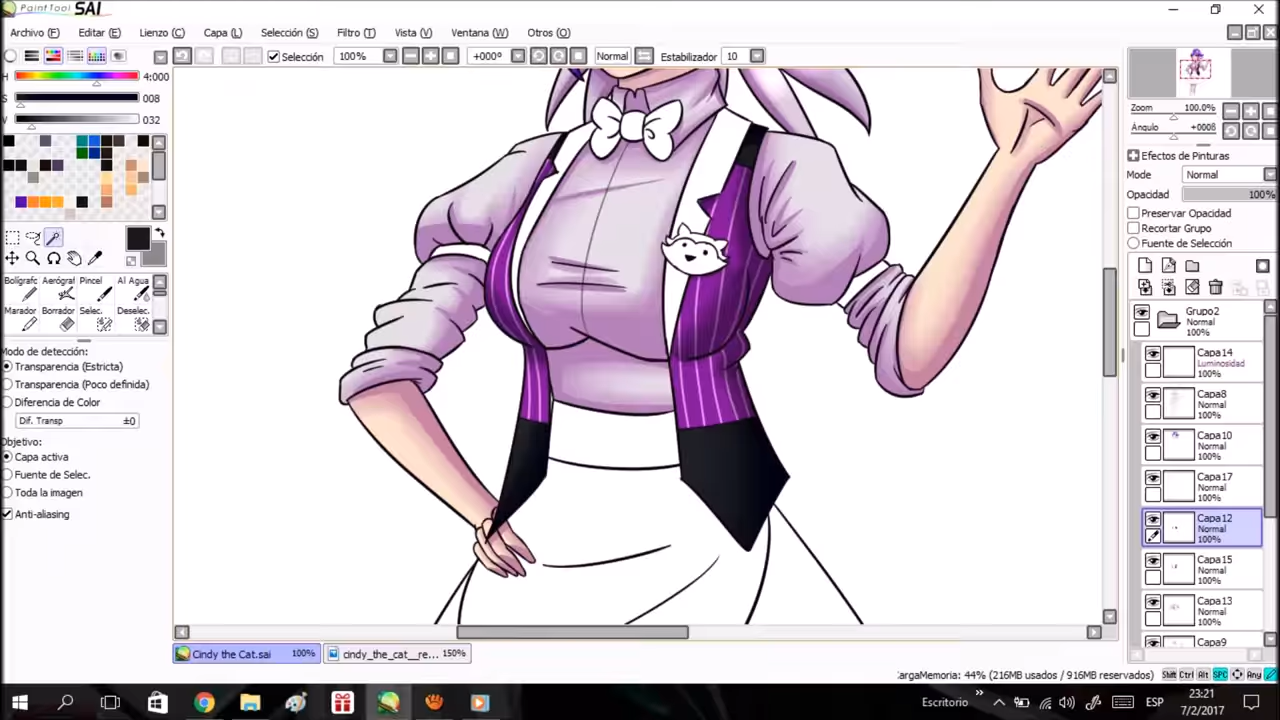 PaintTool SAI
Archivo (F) Editar (E) Lienzo (C) Capa (L) Selección (S) Filtro (T) Vista (V) Ventana (W) Otros (O)
Selección 100% +000º Normal Estabilizador 10
H 4:000
S 008
V 032
Bolígrafo Aerógrafo Pincel Al Agua
Marador Borrador Selec. Deselec.
Modo de detección:
Transparencia (Estricta)
Transparencia (Poco definida)
Diferencia de Color
Dif. Transp ±0
Objetivo:
Capa activa
Fuente de Selec.
Toda la imagen
Anti-aliasing
Zoom 100.0%
Ángulo +0008
Efectos de Pinturas
Modo Normal
Opacidad 100%
Preservar Opacidad
Recortar Grupo
Fuente de Selección
Grupo2
Normal
100%
Capa14
Luminosidad
100%
Capa8
Normal
100%
Capa10
Normal
100%
Capa17
Normal
100%
Capa12
Normal
100%
Capa15
Normal
100%
Capa13
Normal
100%
Capa9
Normal
Cindy the Cat.sai 100% cindy_the_cat__re... 150%
CargaMemoria: 44% (216MB usados / 916MB reservados) Shift Ctrl Alt SPC Any
Escritorio » ESP 23:21
7/2/2017